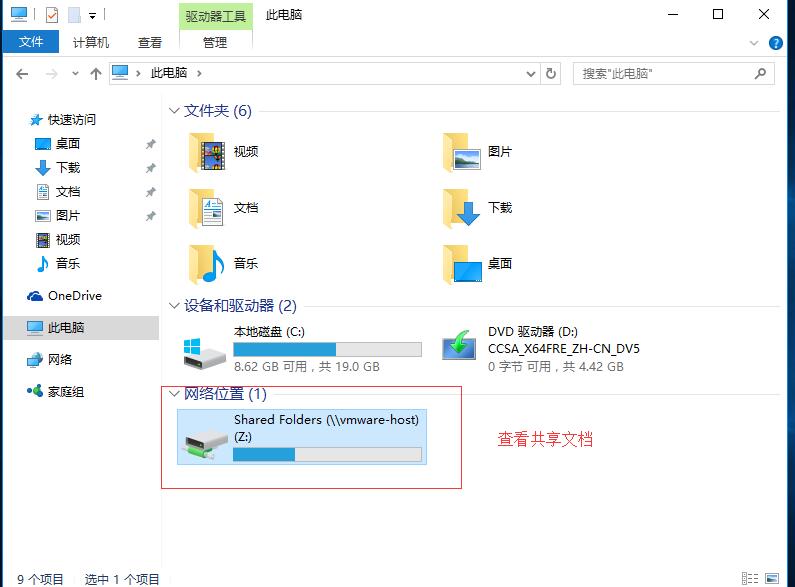 驱动器工具
此电脑
文件
计算机
查看
管理
此电脑
搜索"此电脑"
快速访问
桌面
下载
文档
图片
视频
音乐
OneDrive
此电脑
网络
家庭组
文件夹 (6)
视频
图片
文档
下载
音乐
桌面
设备和驱动器 (2)
本地磁盘 (C:)
8.62 GB 可用，共 19.0 GB
DVD 驱动器 (D:)
CCSA_X64FRE_ZH-CN_DV5
0 字节 可用，共 4.42 GB
网络位置 (1)
Shared Folders (\\vmware-host)
(Z:)
查看共享文档
9 个项目
选中 1 个项目